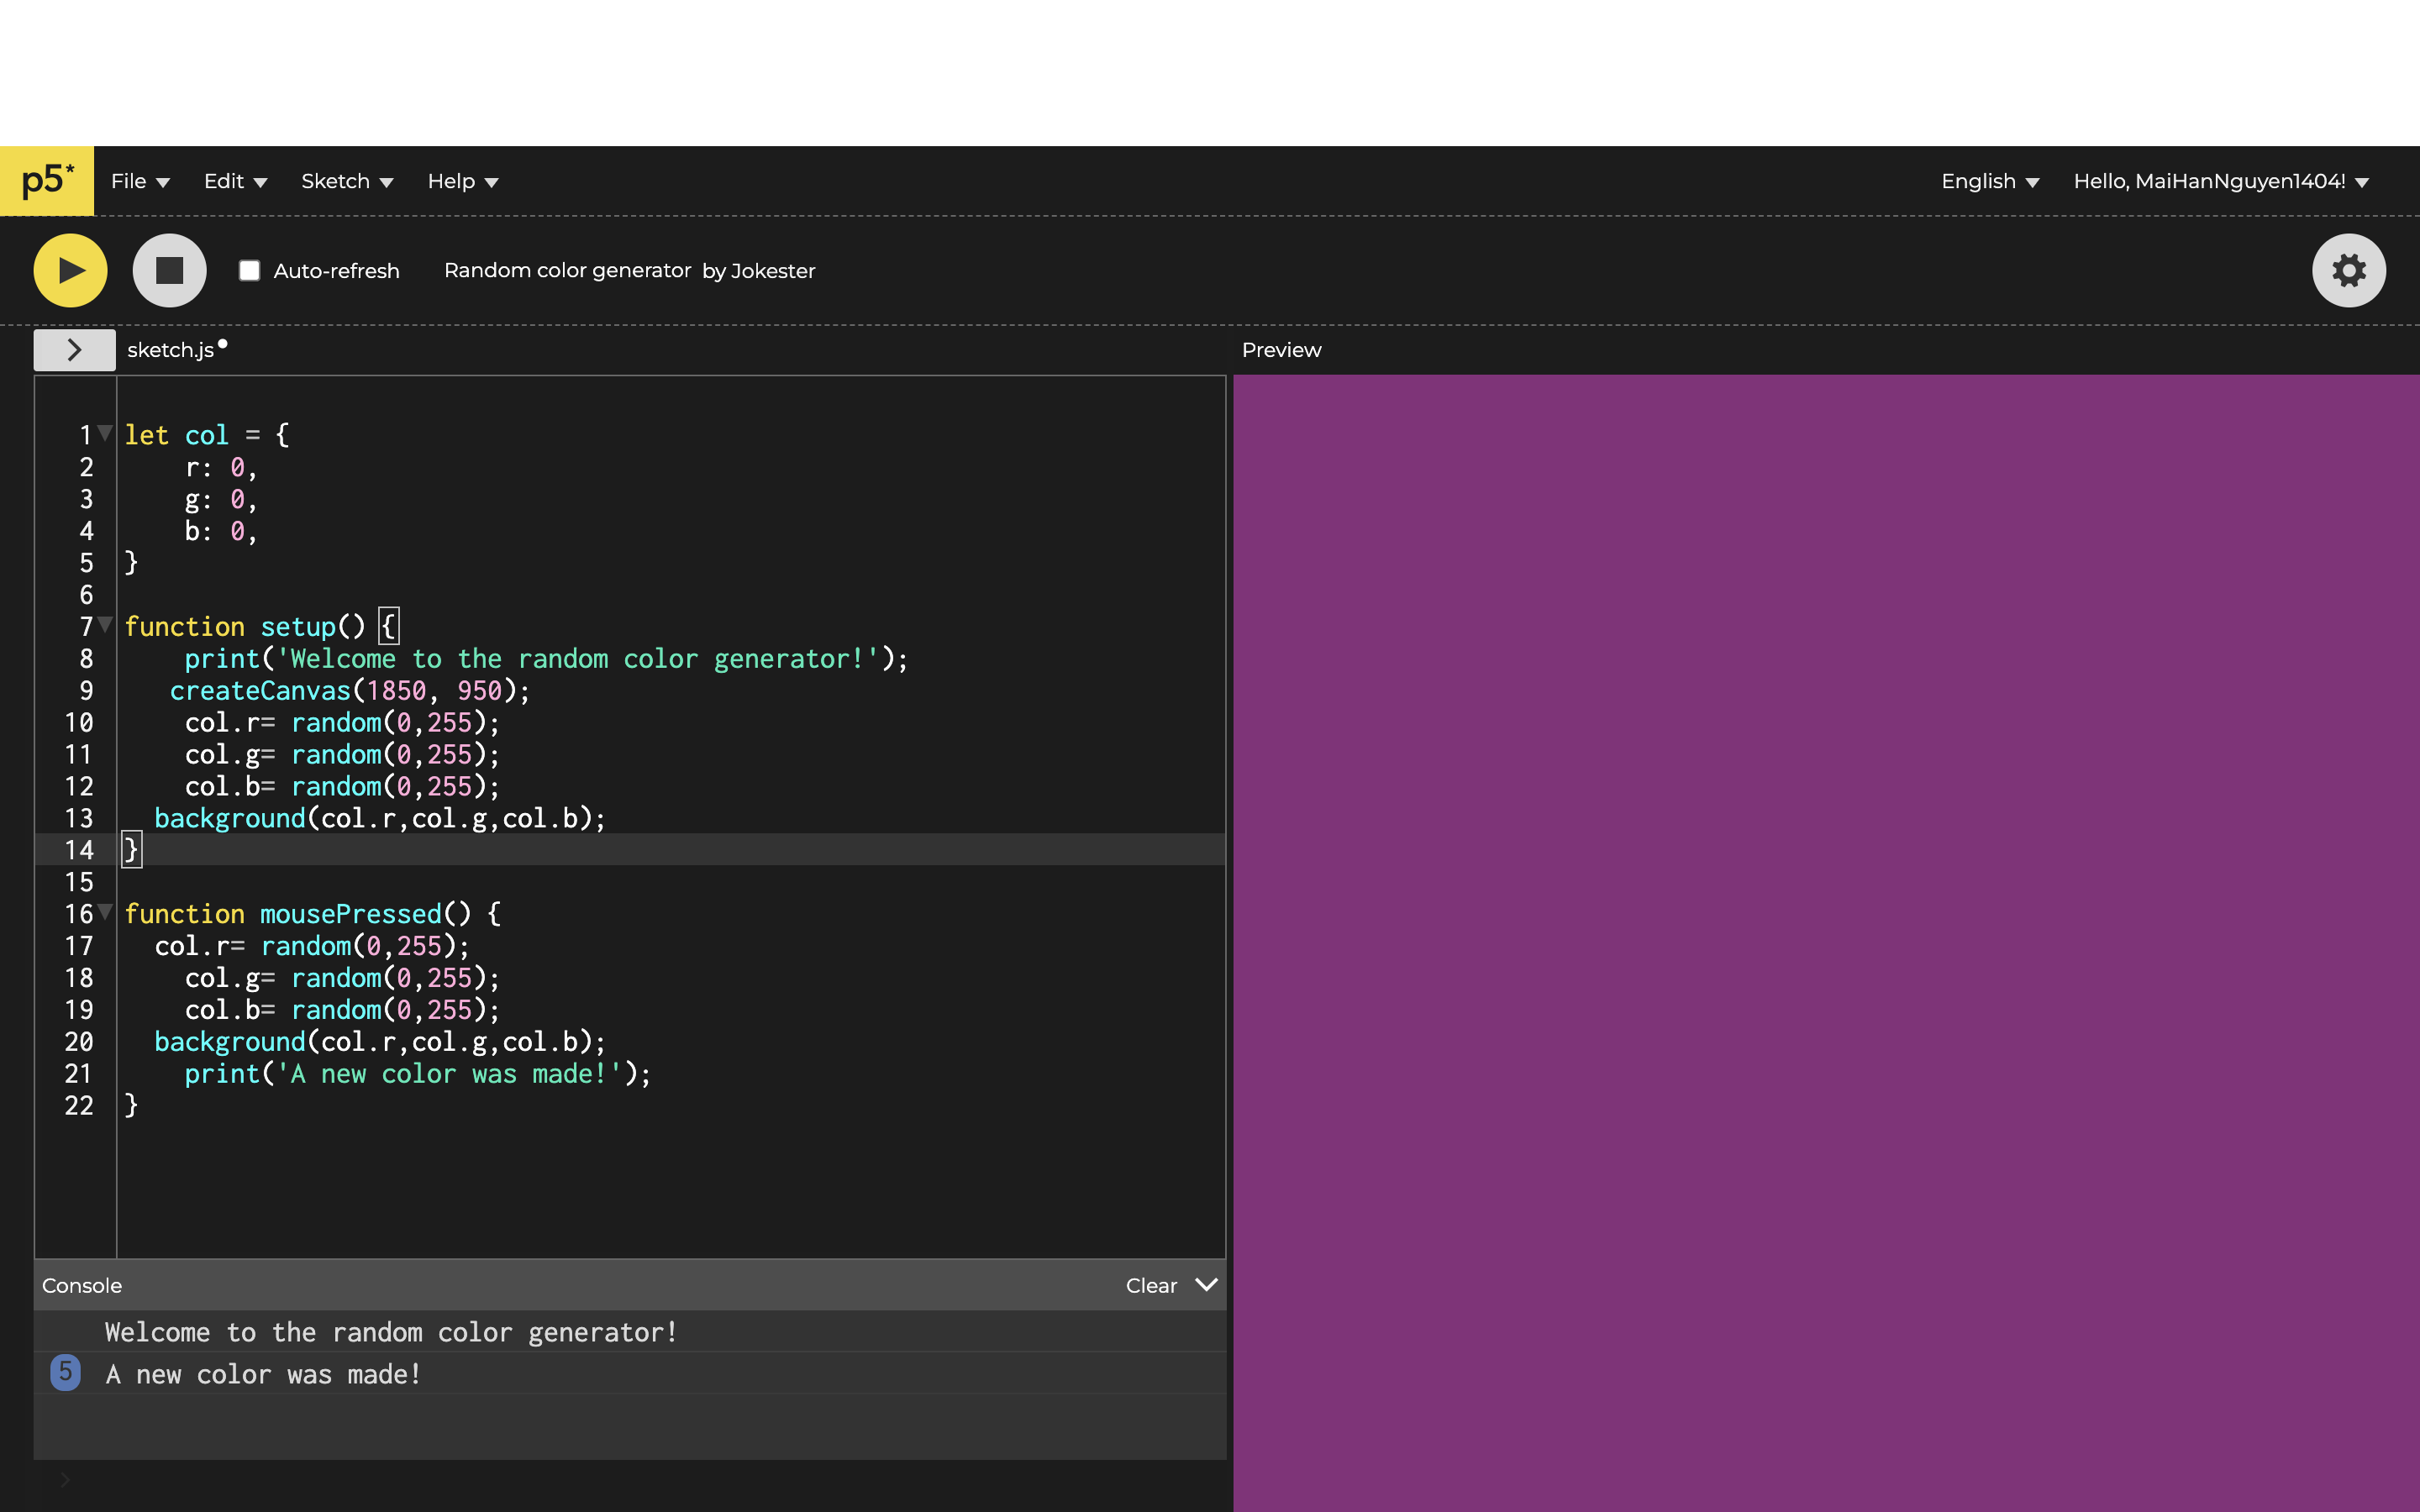 p5* File Edit Sketch Help English Hello, MaiHanNguyen1404!
Auto-refresh Random color generator by Jokester
sketch.js Preview
1 let col = {
2 r: 0,
3 g: 0,
4 b: 0,
5 }
6
7 function setup() {
8 print('Welcome to the random color generator!');
9 createCanvas(1850, 950);
10 col.r= random(0,255);
11 col.g= random(0,255);
12 col.b= random(0,255);
13 background(col.r,col.g,col.b);
14 }
15
16 function mousePressed() {
17 col.r= random(0,255);
18 col.g= random(0,255);
19 col.b= random(0,255);
20 background(col.r,col.g,col.b);
21 print('A new color was made!');
22 }
Console Clear
Welcome to the random color generator!
5 A new color was made!